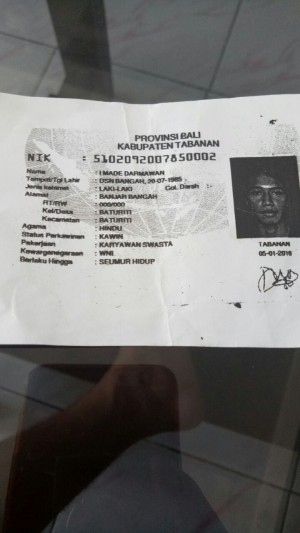 PROVINSI BALI
KABUPATEN TABANAN
NIK : 5102092007850002
Nama : I MADE DARMAWAN
Tempat/Tgl Lahir : DSN BANGAH, 20-07-1985
Jenis kelamin : LAKI-LAKI Gol. Darah : -
Alamat : BANJAR BANGAH
RT/RW : 000/000
Kel/Desa : BATURITI
Kecamatan : BATURITI
Agama : HINDU
Status Perkawinan : KAWIN
Pekerjaan : KARYAWAN SWASTA
Kewarganegaraan : WNI
Berlaku Hingga : SEUMUR HIDUP
TABANAN
05-01-2016